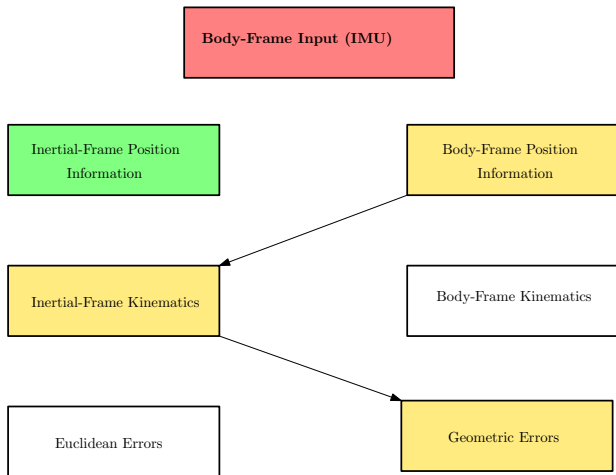 Body-Frame Input (IMU)
Inertial-Frame Position
Information
Body-Frame Position
Information
Inertial-Frame Kinematics
Body-Frame Kinematics
Euclidean Errors
Geometric Errors